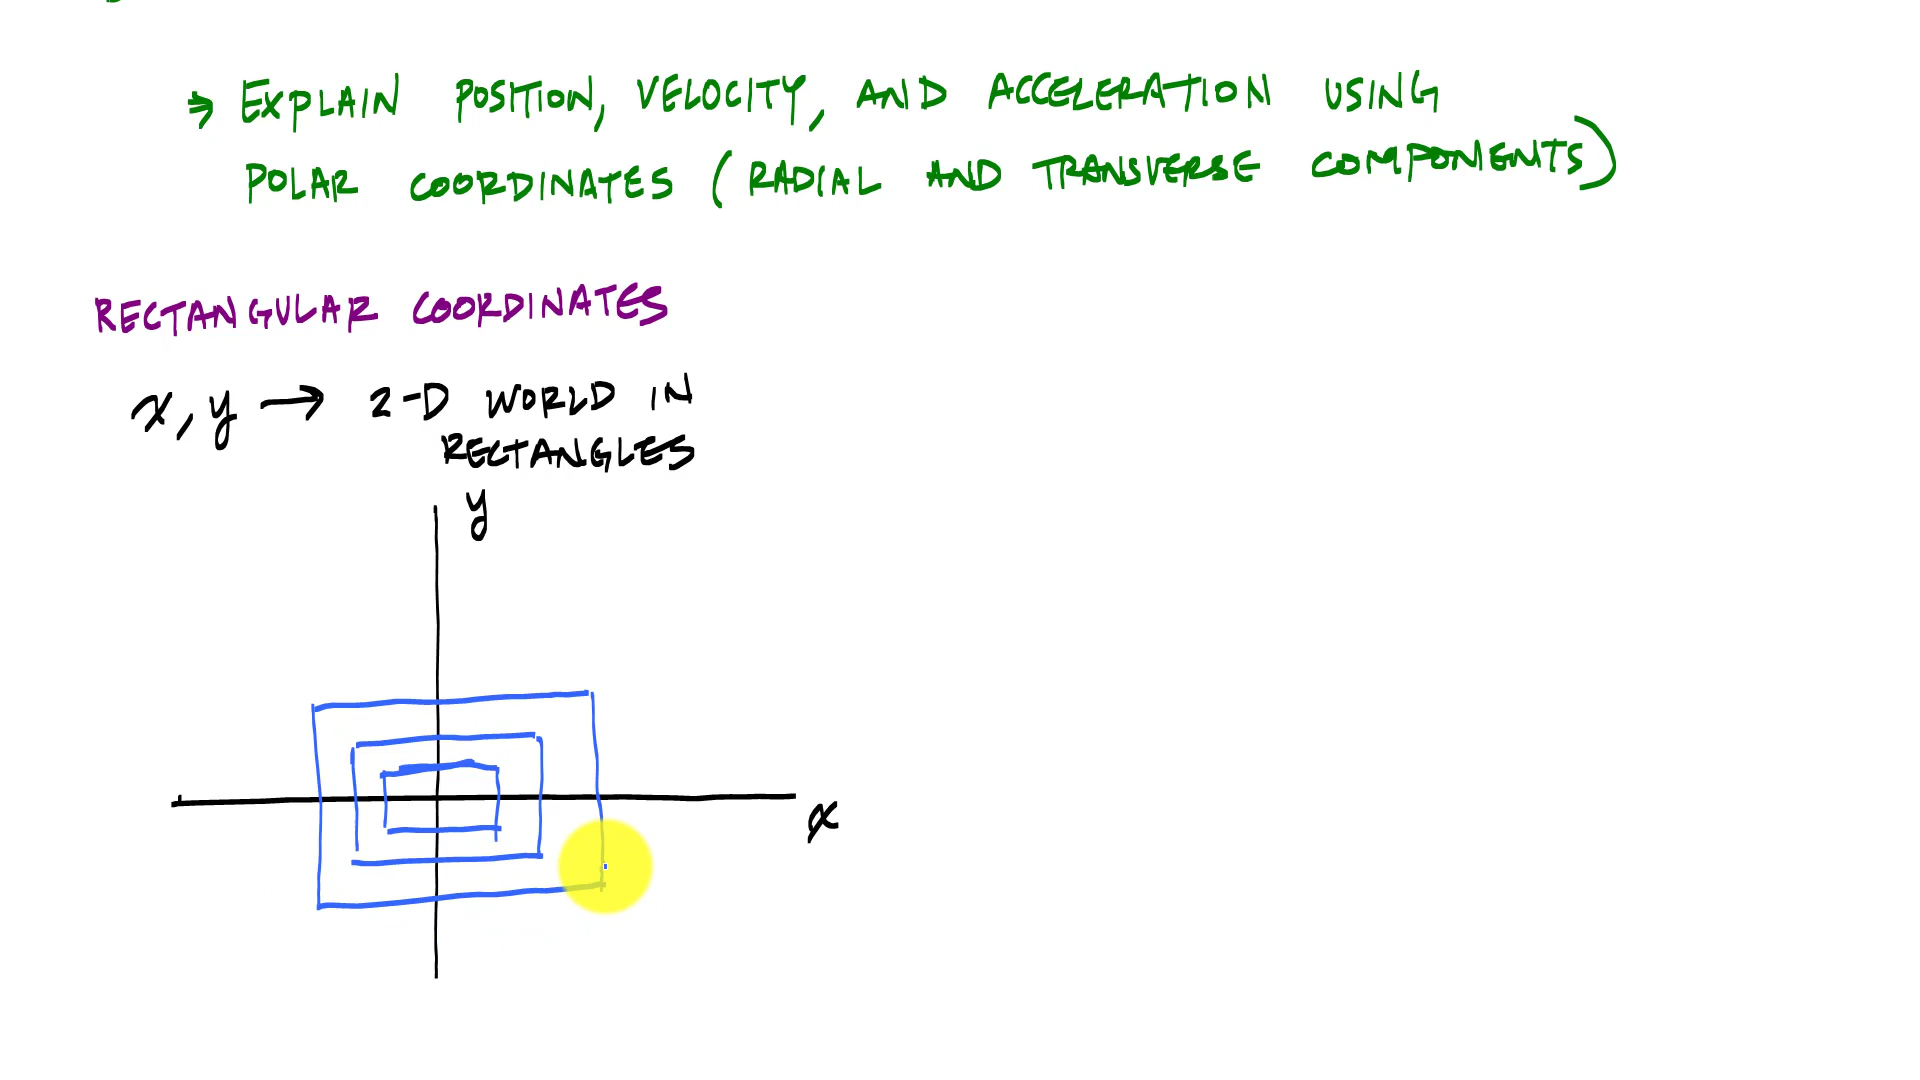 ⇒ EXPLAIN POSITION, VELOCITY, AND ACCELERATION USING
POLAR COORDINATES (RADIAL AND TRANSVERSE COMPONENTS)
RECTANGULAR COORDINATES
x, y → 2-D WORLD IN
RECTANGLES
y
x